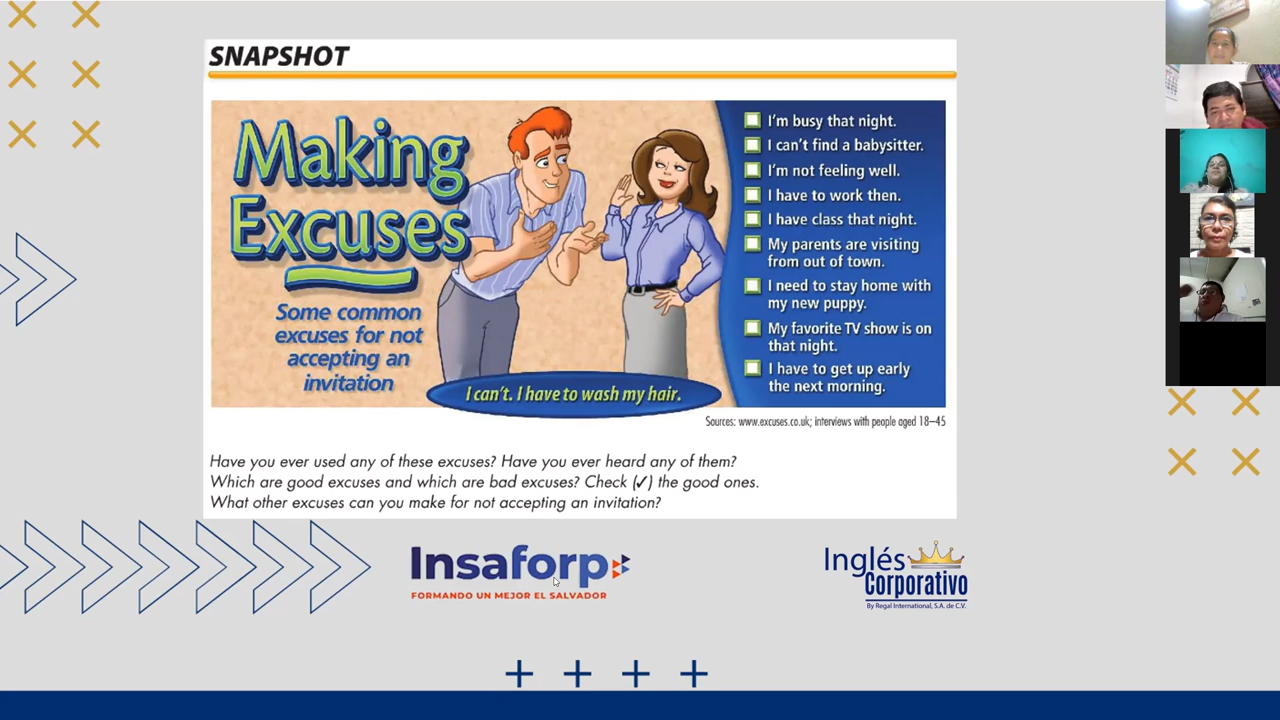 SNAPSHOT
Making
Excuses
Some common
excuses for not
accepting an
invitation
I can't. I have to wash my hair.
I'm busy that night.
I can't find a babysitter.
I'm not feeling well.
I have to work then.
I have class that night.
My parents are visiting
from out of town.
I need to stay home with
my new puppy.
My favorite TV show is on
that night.
I have to get up early
the next morning.
Sources: www.excuses.co.uk; interviews with people aged 18–45
Have you ever used any of these excuses? Have you ever heard any of them?
Which are good excuses and which are bad excuses? Check (✓) the good ones.
What other excuses can you make for not accepting an invitation?
Insaforp
FORMANDO UN MEJOR EL SALVADOR
Inglés
Corporativo
By Regal International, S.A. de C.V.